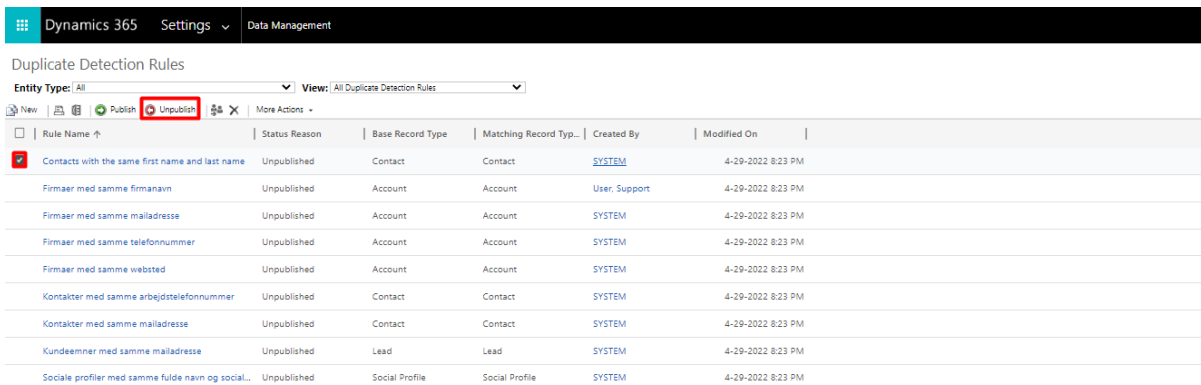 Dynamics 365 Settings Data Management
Duplicate Detection Rules
Entity Type: All View: All Duplicate Detection Rules
New Publish Unpublish More Actions
Rule Name Status Reason Base Record Type Matching Record Typ... Created By Modified On
Contacts with the same first name and last name Unpublished Contact Contact SYSTEM 4-29-2022 8:23 PM
Firmaer med samme firmanavn Unpublished Account Account User, Support 4-29-2022 8:23 PM
Firmaer med samme mailadresse Unpublished Account Account SYSTEM 4-29-2022 8:23 PM
Firmaer med samme telefonnummer Unpublished Account Account SYSTEM 4-29-2022 8:23 PM
Firmaer med samme websted Unpublished Account Account SYSTEM 4-29-2022 8:23 PM
Kontakter med samme arbejdstelefonnummer Unpublished Contact Contact SYSTEM 4-29-2022 8:23 PM
Kontakter med samme mailadresse Unpublished Contact Contact SYSTEM 4-29-2022 8:23 PM
Kundeemner med samme mailadresse Unpublished Lead Lead SYSTEM 4-29-2022 8:23 PM
Sociale profiler med samme fulde navn og social... Unpublished Social Profile Social Profile SYSTEM 4-29-2022 8:23 PM